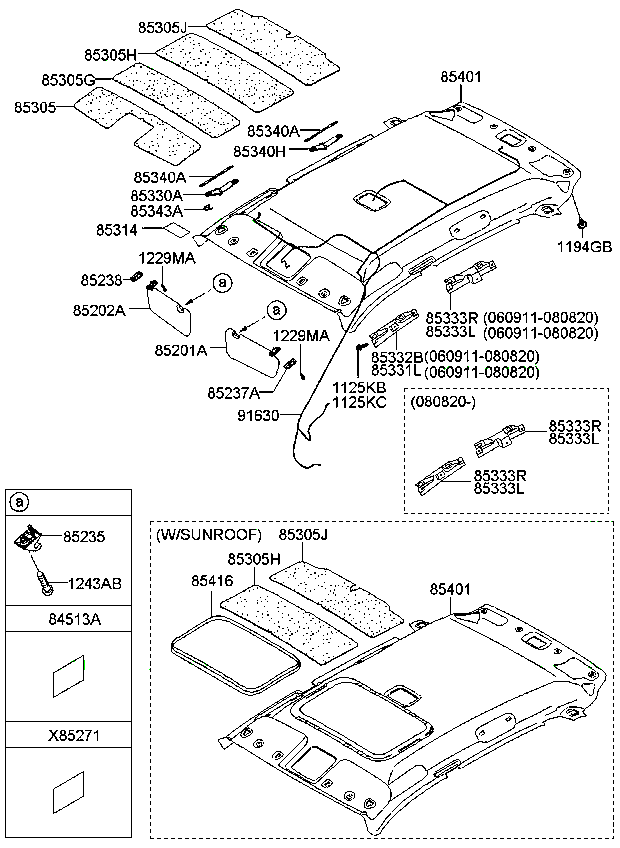 85305J
85305H
85305G
85305
85401
85340A
85340H
85340A
85330A
85343A
85314
1194GB
1229MA
85238
85202A
a
a
85333R (060911-080820)
85333L (060911-080820)
1229MA
85201A
85332B (060911-080820)
85331L (060911-080820)
85237A
1125KB
1125KC
91630
(080820-)
85333R
85333L
85333R
85333L
a
85235
1243AB
84513A
X85271
(W/SUNROOF)
85305J
85305H
85416
85401